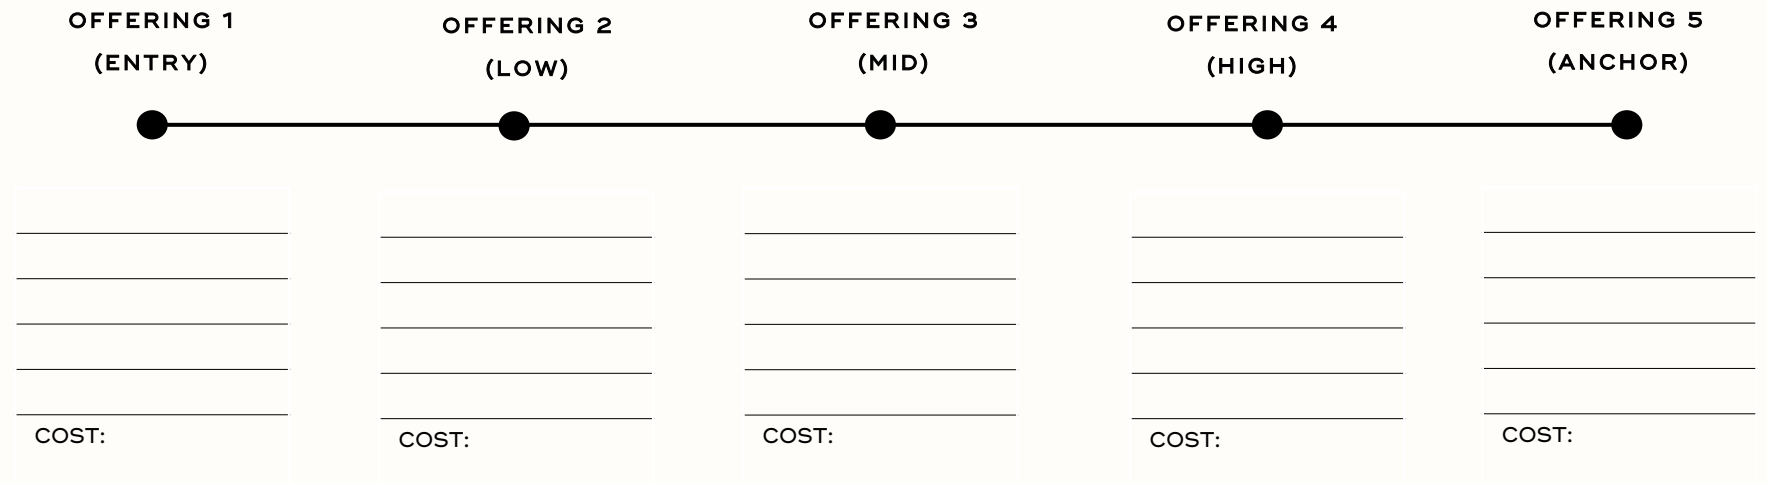 OFFERING 1
(ENTRY)
OFFERING 2
(LOW)
OFFERING 3
(MID)
OFFERING 4
(HIGH)
OFFERING 5
(ANCHOR)
COST:
COST:
COST:
COST:
COST: